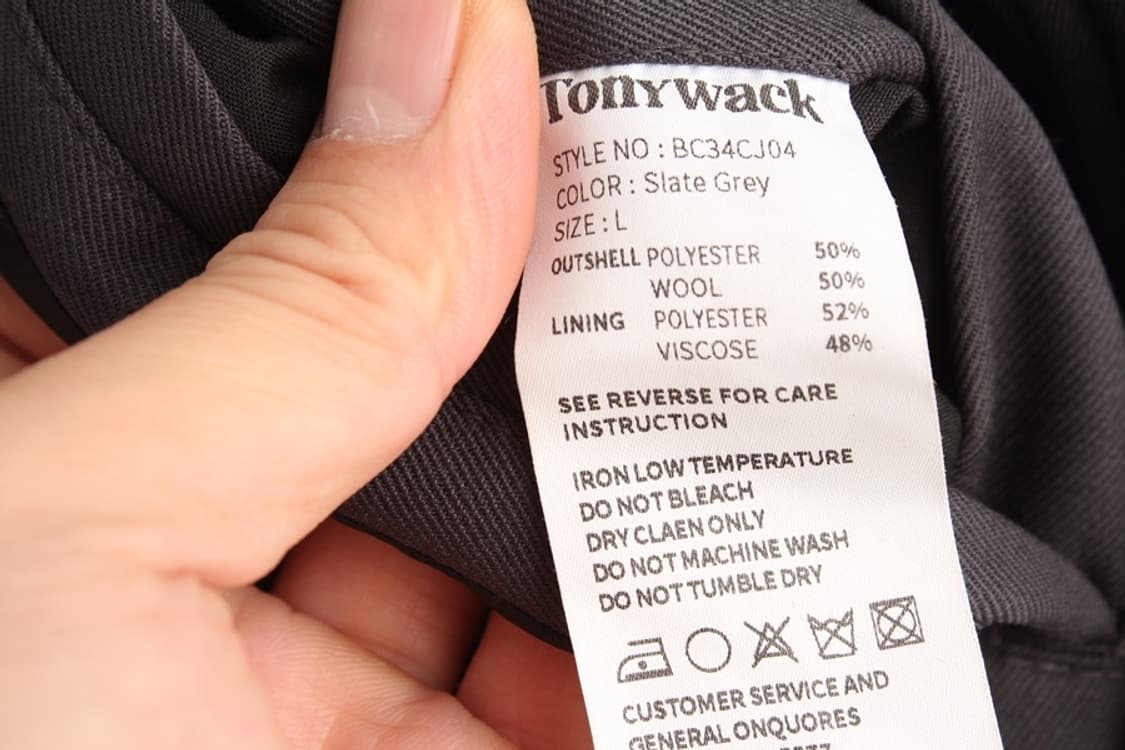 Tonywack
STYLE NO : BC34CJ04
COLOR : Slate Grey
SIZE : L
OUTSHELL POLYESTER 50%
WOOL 50%
LINING POLYESTER 52%
VISCOSE 48%
SEE REVERSE FOR CARE
INSTRUCTION
IRON LOW TEMPERATURE
DO NOT BLEACH
DRY CLAEN ONLY
DO NOT MACHINE WASH
DO NOT TUMBLE DRY
CUSTOMER SERVICE AND
GENERAL ONQUORES